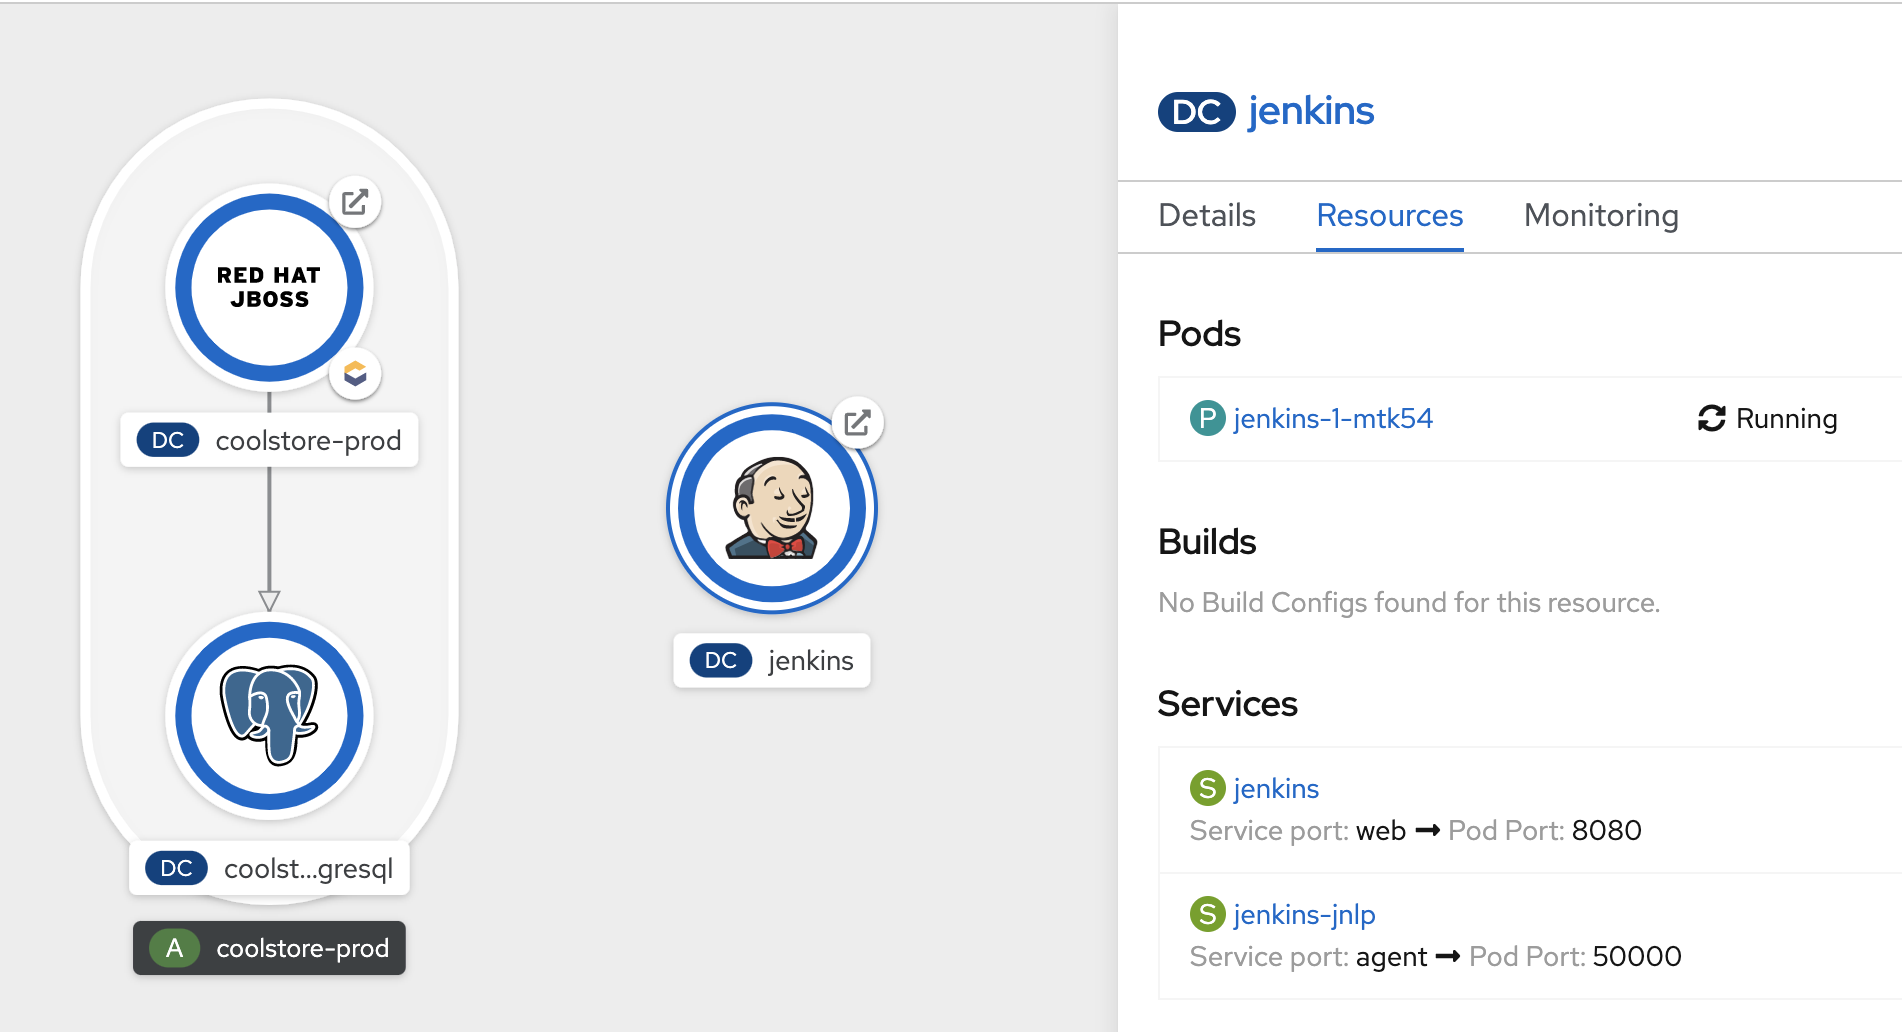 RED HAT
JBOSS
DC coolstore-prod
DC coolst...gresql
A coolstore-prod
DC jenkins
DC jenkins
Details Resources Monitoring
Pods
P jenkins-1-mtk54 Running
Builds
No Build Configs found for this resource.
Services
S jenkins
Service port: web → Pod Port: 8080
S jenkins-jnlp
Service port: agent → Pod Port: 50000